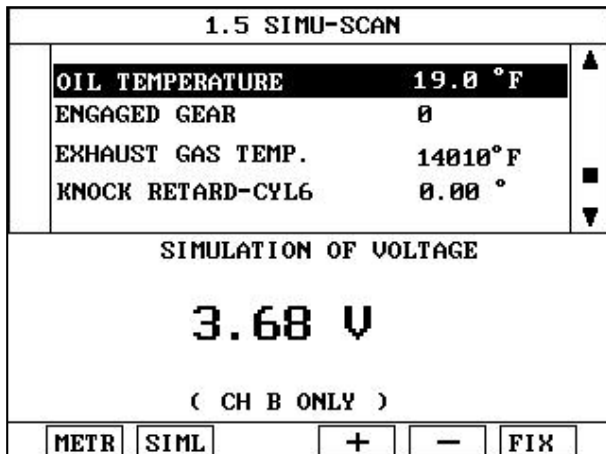 1.5 SIMU-SCAN
OIL TEMPERATURE 19.0 °F
ENGAGED GEAR 0
EXHAUST GAS TEMP. 14010°F
KNOCK RETARD-CYL6 0.00 °
SIMULATION OF VOLTAGE
3.68 V
( CH B ONLY )
METR SIML + - FIX